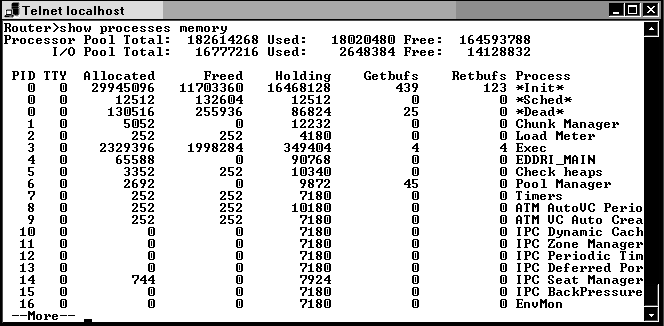 Telnet localhost
Router>show processes memory
Processor Pool Total: 182614268 Used: 18020480 Free: 164593788
I/O Pool Total: 16777216 Used: 2648384 Free: 14128832
PID TTY Allocated Freed Holding Getbufs Retbufs Process
0 0 29945096 11703360 16468128 439 123 *Init*
0 0 12512 132604 12512 0 0 *Sched*
0 0 130516 255936 86824 25 0 *Dead*
1 0 5052 0 12232 0 0 Chunk Manager
2 0 252 252 4180 0 0 Load Meter
3 0 2329396 1998284 349404 4 4 Exec
4 0 65588 0 90768 0 0 EDDRI_MAIN
5 0 3352 252 10340 0 0 Check heaps
6 0 2692 0 9872 45 0 Pool Manager
7 0 252 252 7180 0 0 Timers
8 0 252 252 10180 0 0 ATM AutoVC Perio
9 0 252 252 7180 0 0 ATM VC Auto Crea
10 0 0 0 7180 0 0 IPC Dynamic Cach
11 0 0 0 7180 0 0 IPC Zone Manager
12 0 0 0 7180 0 0 IPC Periodic Tim
13 0 0 0 7180 0 0 IPC Deferred Por
14 0 744 0 7924 0 0 IPC Seat Manager
15 0 0 0 7180 0 0 IPC BackPressure
16 0 0 0 7180 0 0 EnvMon
--More--